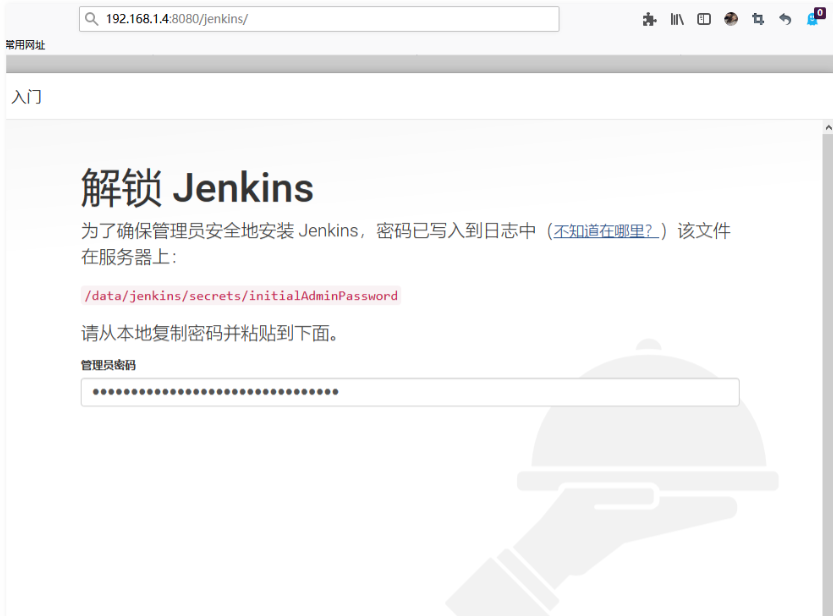 192.168.1.4:8080/jenkins/
0
常用网址
入门
解锁 Jenkins
为了确保管理员安全地安装 Jenkins，密码已写入到日志中（不知道在哪里？）该文件
在服务器上：
/data/jenkins/secrets/initialAdminPassword
请从本地复制密码并粘贴到下面。
管理员密码